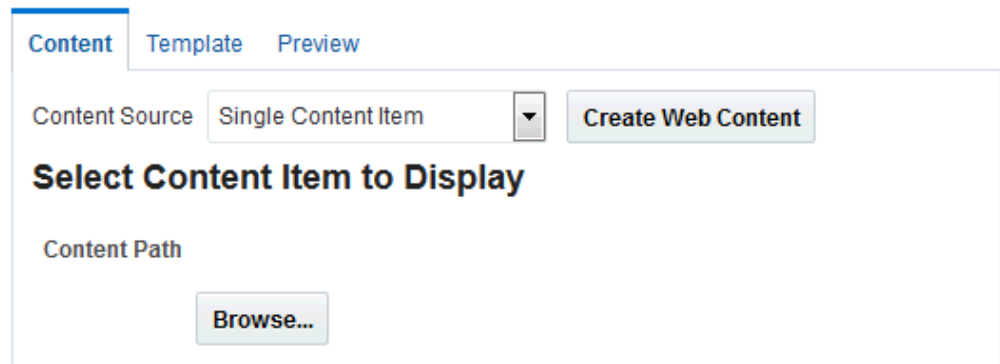 Content Template Preview
Content Source Single Content Item Create Web Content
Select Content Item to Display
Content Path
Browse...